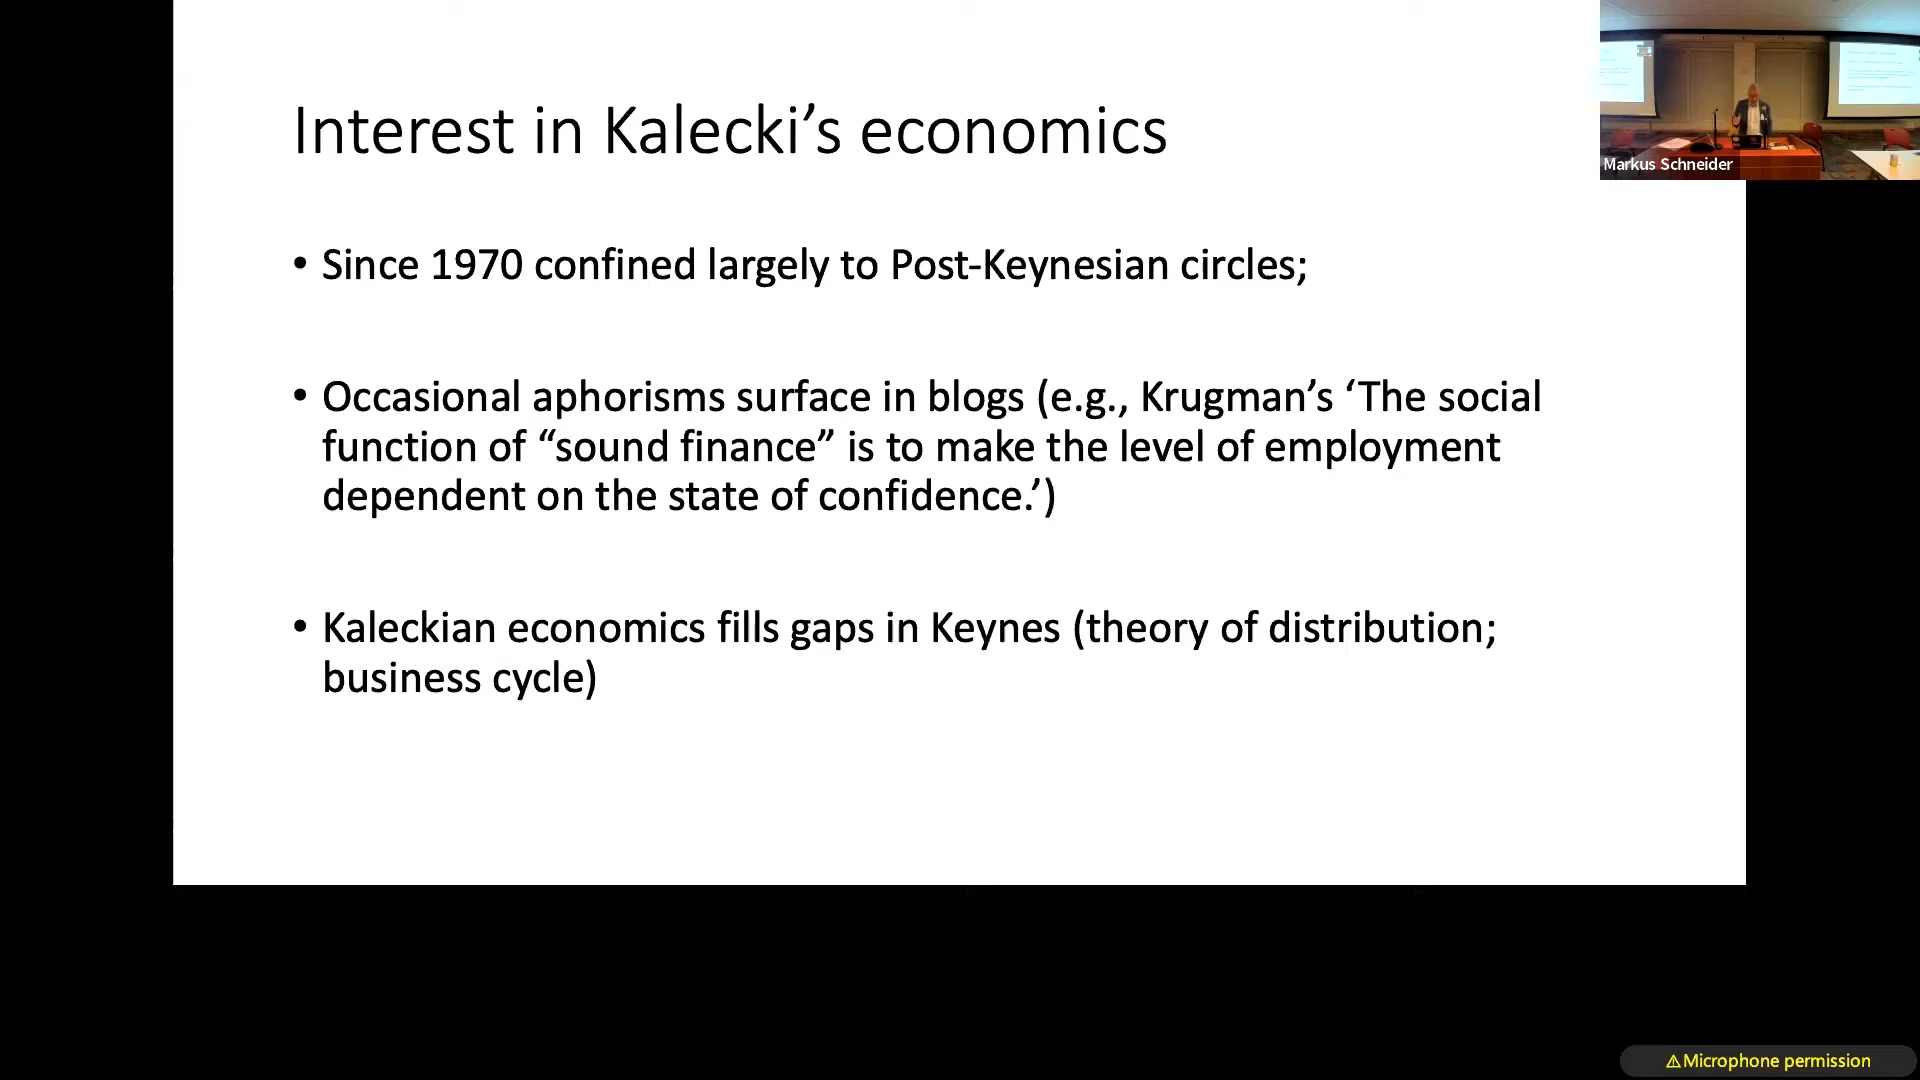 Interest in Kalecki’s economics
Markus Schneider
• Since 1970 confined largely to Post-Keynesian circles;
• Occasional aphorisms surface in blogs (e.g., Krugman’s ‘The social
function of “sound finance” is to make the level of employment
dependent on the state of confidence.’)
• Kaleckian economics fills gaps in Keynes (theory of distribution;
business cycle)
⚠Microphone permission